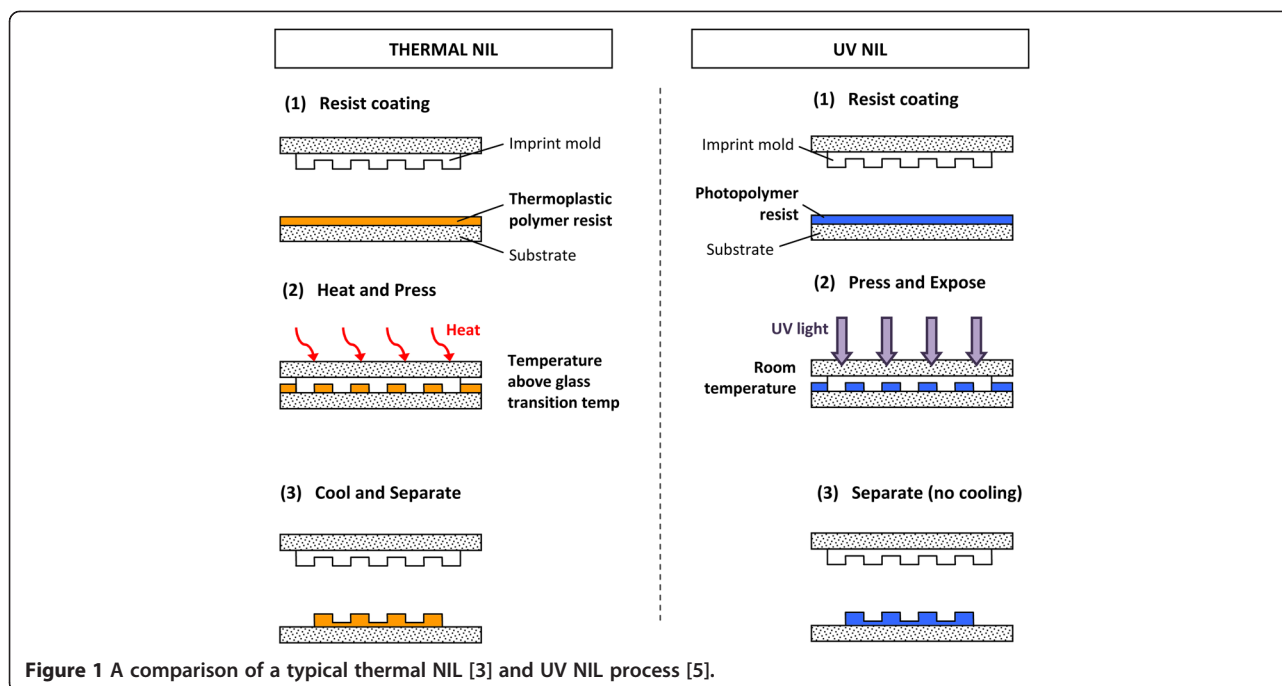 THERMAL NIL
(1) Resist coating
Imprint mold
Thermoplastic
polymer resist
Substrate
(2) Heat and Press
Heat
Temperature
above glass
transition temp
(3) Cool and Separate
UV NIL
(1) Resist coating
Imprint mold
Photopolymer
resist
Substrate
(2) Press and Expose
UV light
Room
temperature
(3) Separate (no cooling)
Figure 1 A comparison of a typical thermal NIL [3] and UV NIL process [5].